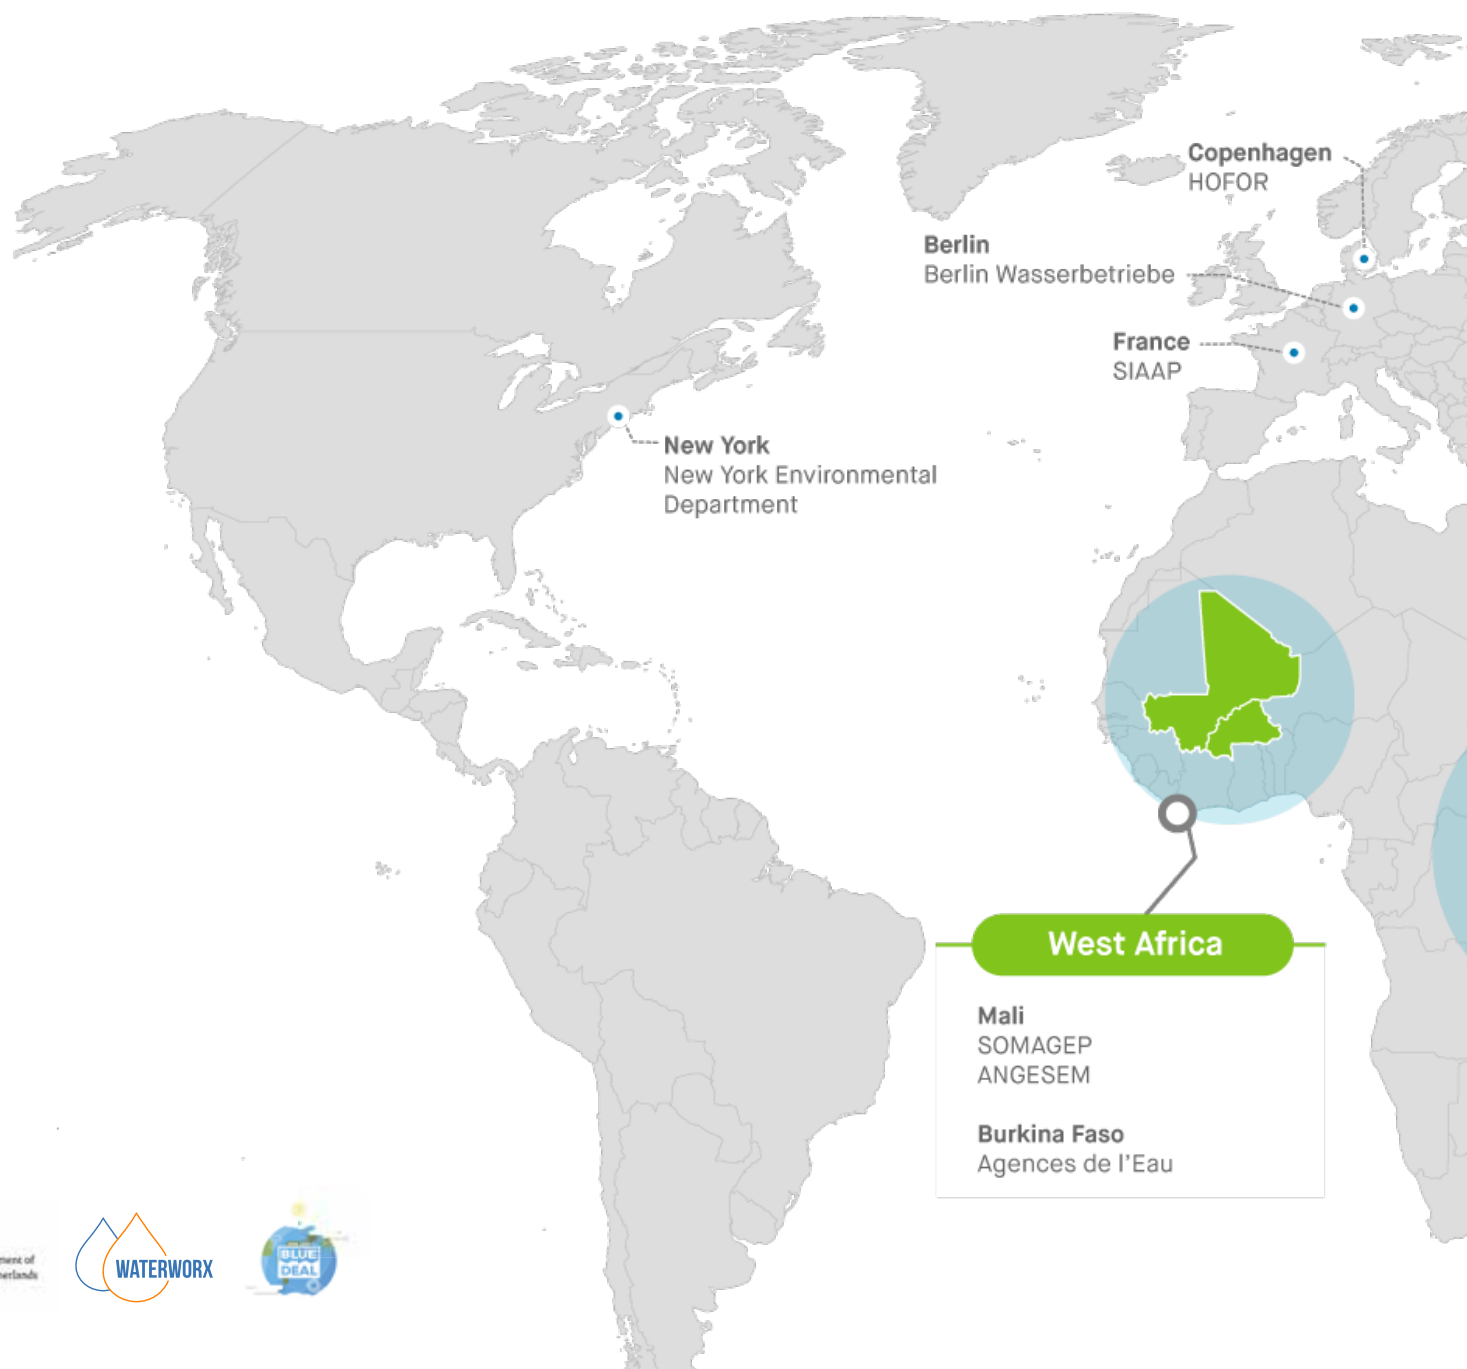 Copenhagen
HOFOR
Berlin
Berlin Wasserbetriebe
France
SIAAP
New York
New York Environmental
Department
West Africa
Mali
SOMAGEP
ANGESEM
Burkina Faso
Agences de l'Eau
WATERWORX
BLUE
DEAL